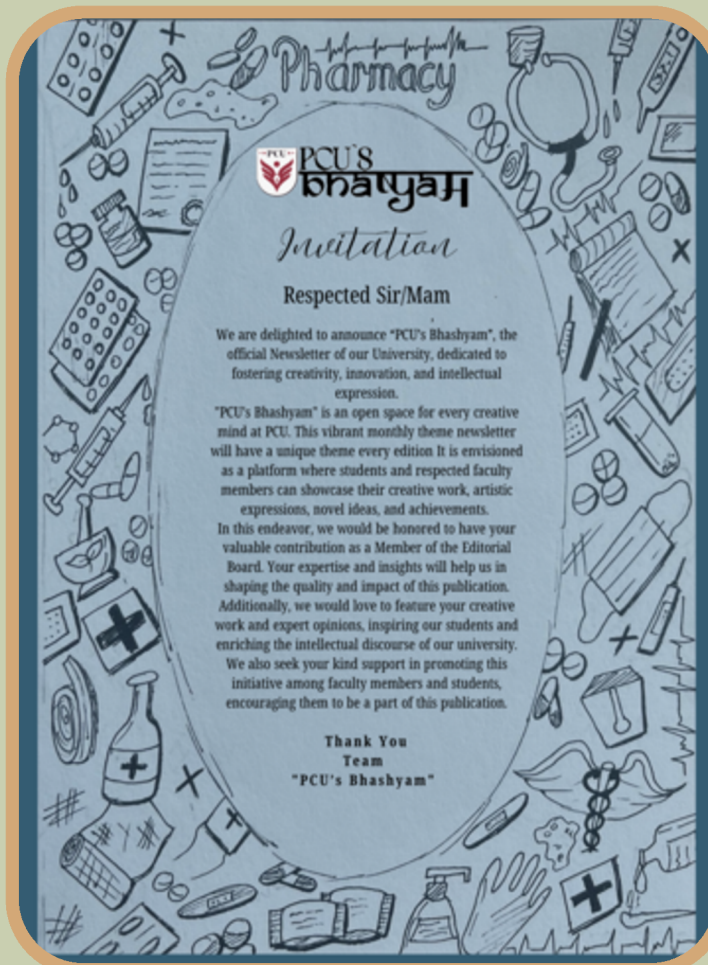 Pharmacy
PCU
PCU'S
bhashyam
Invitation
Respected Sir/Mam
We are delighted to announce “PCU's Bhashyam”, the
official Newsletter of our University, dedicated to
fostering creativity, innovation, and intellectual
expression.
"PCU's Bhashyam" is an open space for every creative
mind at PCU. This vibrant monthly theme newsletter
will have a unique theme every edition It is envisioned
as a platform where students and respected faculty
members can showcase their creative work, artistic
expressions, novel ideas, and achievements.
In this endeavor, we would be honored to have your
valuable contribution as a Member of the Editorial
Board. Your expertise and insights will help us in
shaping the quality and impact of this publication.
Additionally, we would love to feature your creative
work and expert opinions, inspiring our students and
enriching the intellectual discourse of our university.
We also seek your kind support in promoting this
initiative among faculty members and students,
encouraging them to be a part of this publication.
Thank You
Team
"PCU's Bhashyam"